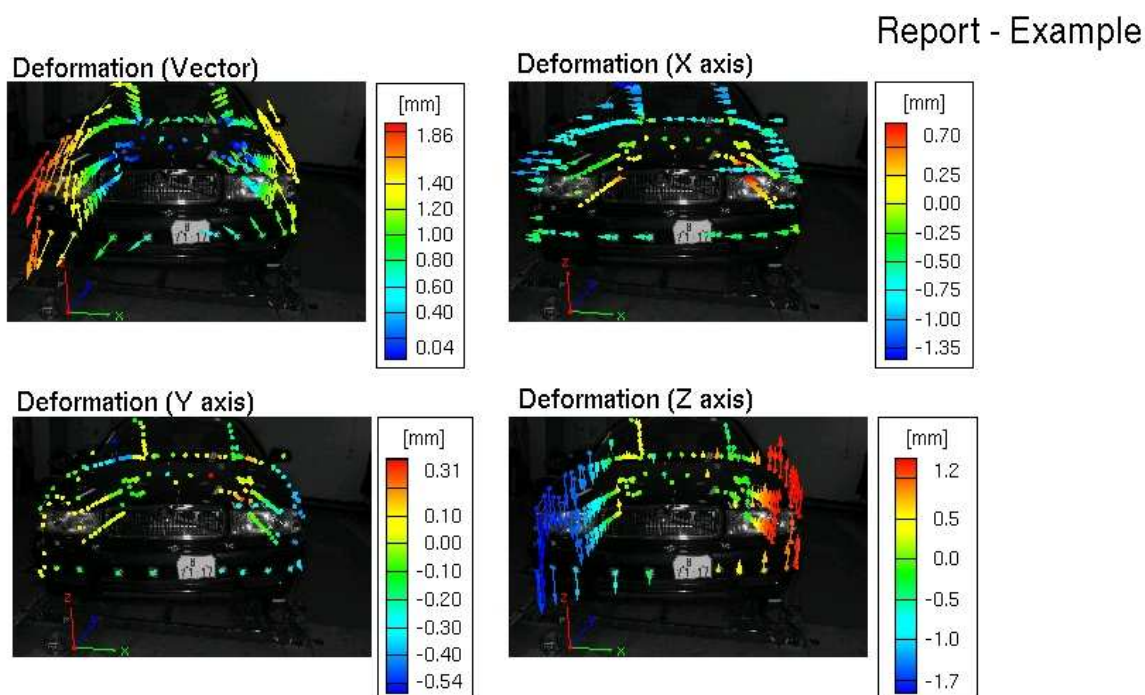 Report - Example
Deformation (Vector)
[mm]
1.86
1.40
1.20
1.00
0.80
0.60
0.40
0.04
X
Deformation (X axis)
[mm]
0.70
0.25
0.00
-0.25
-0.50
-0.75
-1.00
-1.35
Z
X
Deformation (Y axis)
[mm]
0.31
0.10
0.00
-0.10
-0.20
-0.30
-0.40
-0.54
Z
X
Deformation (Z axis)
[mm]
1.2
0.5
0.0
-0.5
-1.0
-1.7
Z
X